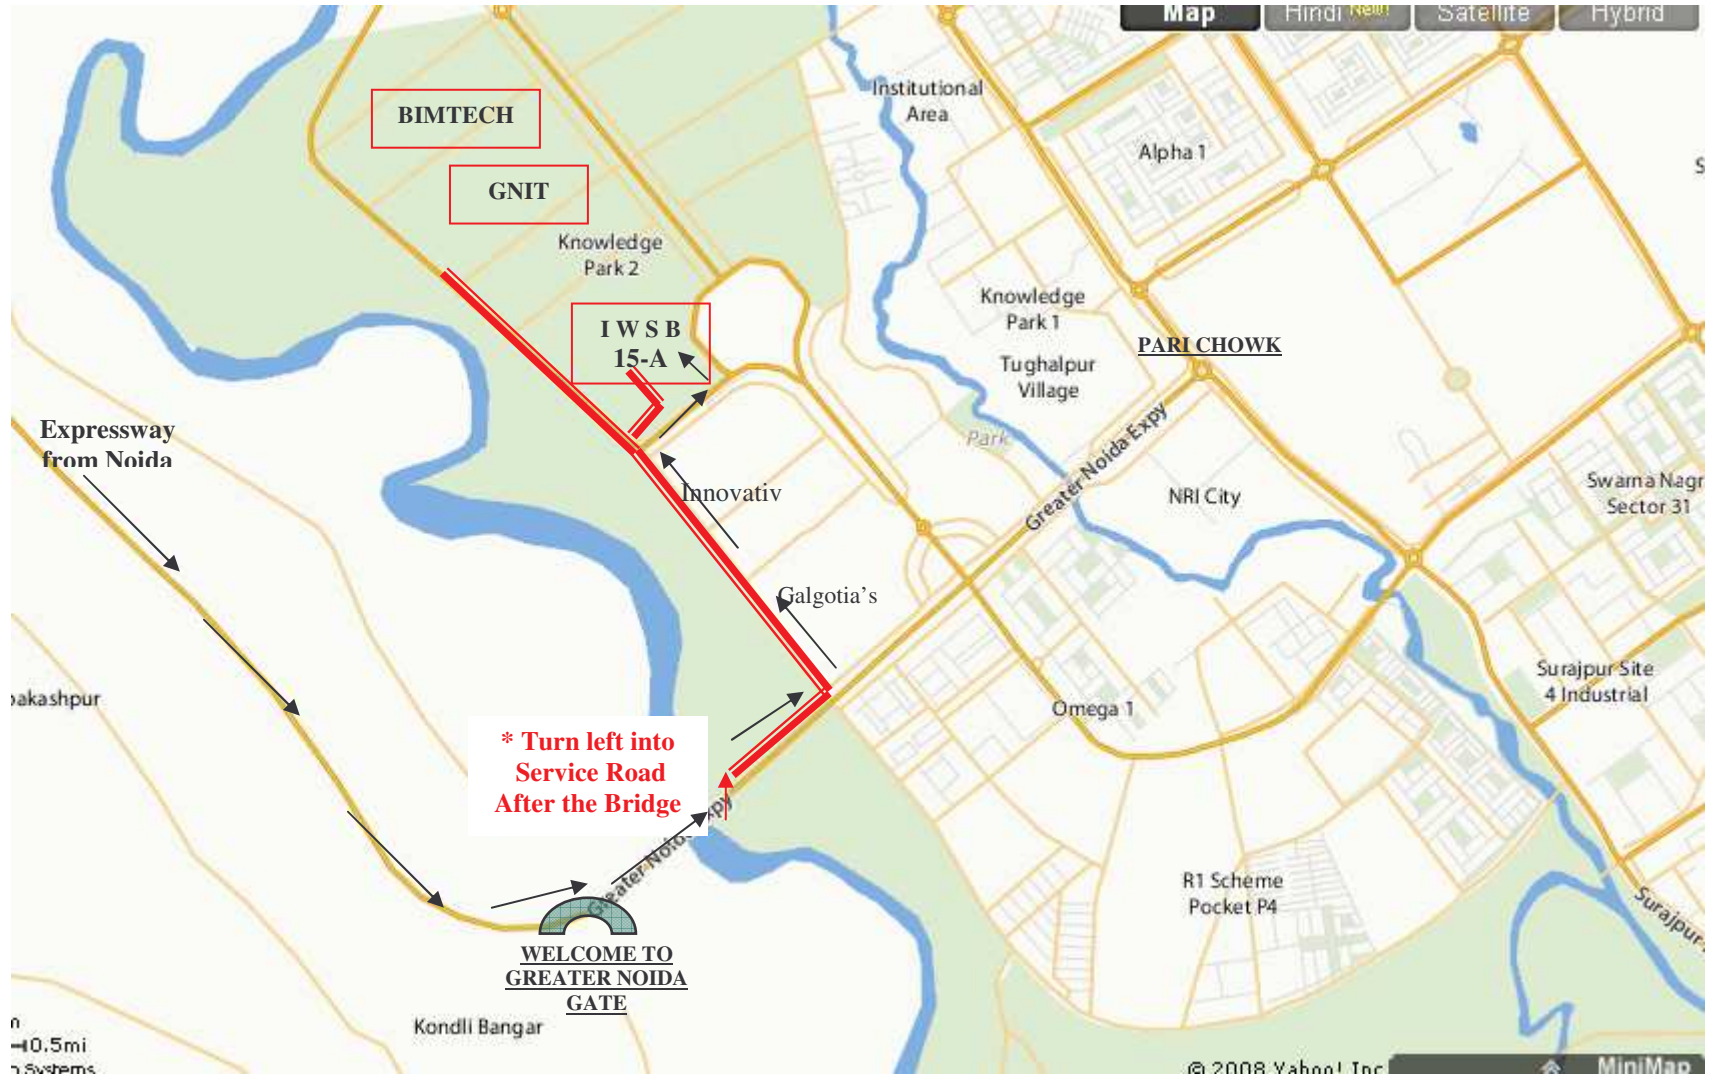 Map
Hindi New!!
Satellite
Hybrid
BIMTECH
Institutional
Area
Alpha 1
GNIT
Knowledge
Park 2
Knowledge
Park 1
I W S B
15-A
PARI CHOWK
Tughalpur
Village
Expressway
from Noida
Park
Greater Noida Expy
Innovativ
NRI City
Swarna Nagr
Sector 31
Galgotia's
Surajpur Site
4 Industrial
pakashpur
Omega 1
* Turn left into
Service Road
After the Bridge
Greater Noida Expy
R1 Scheme
Pocket P4
Surajpur
WELCOME TO
GREATER NOIDA
GATE
Kondli Bangar
0.5mi
Systems
© 2008 Yahoo! Inc
MiniMap